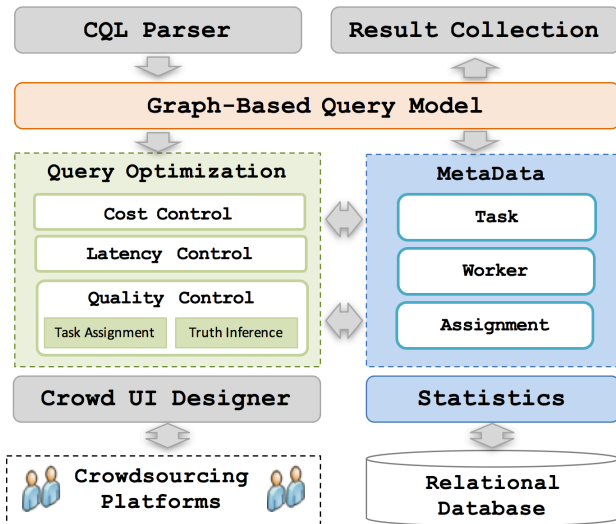 CQL Parser
Result Collection
Graph-Based Query Model
Query Optimization
Cost Control
Latency Control
Quality Control
Task Assignment
Truth Inference
MetaData
Task
Worker
Assignment
Crowd UI Designer
Statistics
Crowdsourcing
Platforms
Relational
Database